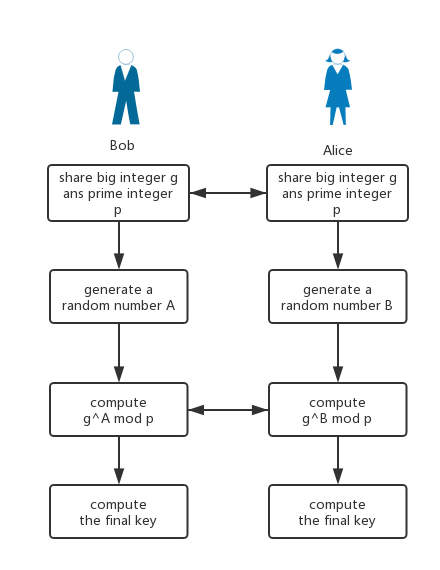 Bob
Alice
share big integer g
ans prime integer
p
share big integer g
ans prime integer
p
generate a
random number A
generate a
random number B
compute
g^A mod p
compute
g^B mod p
compute
the final key
compute
the final key